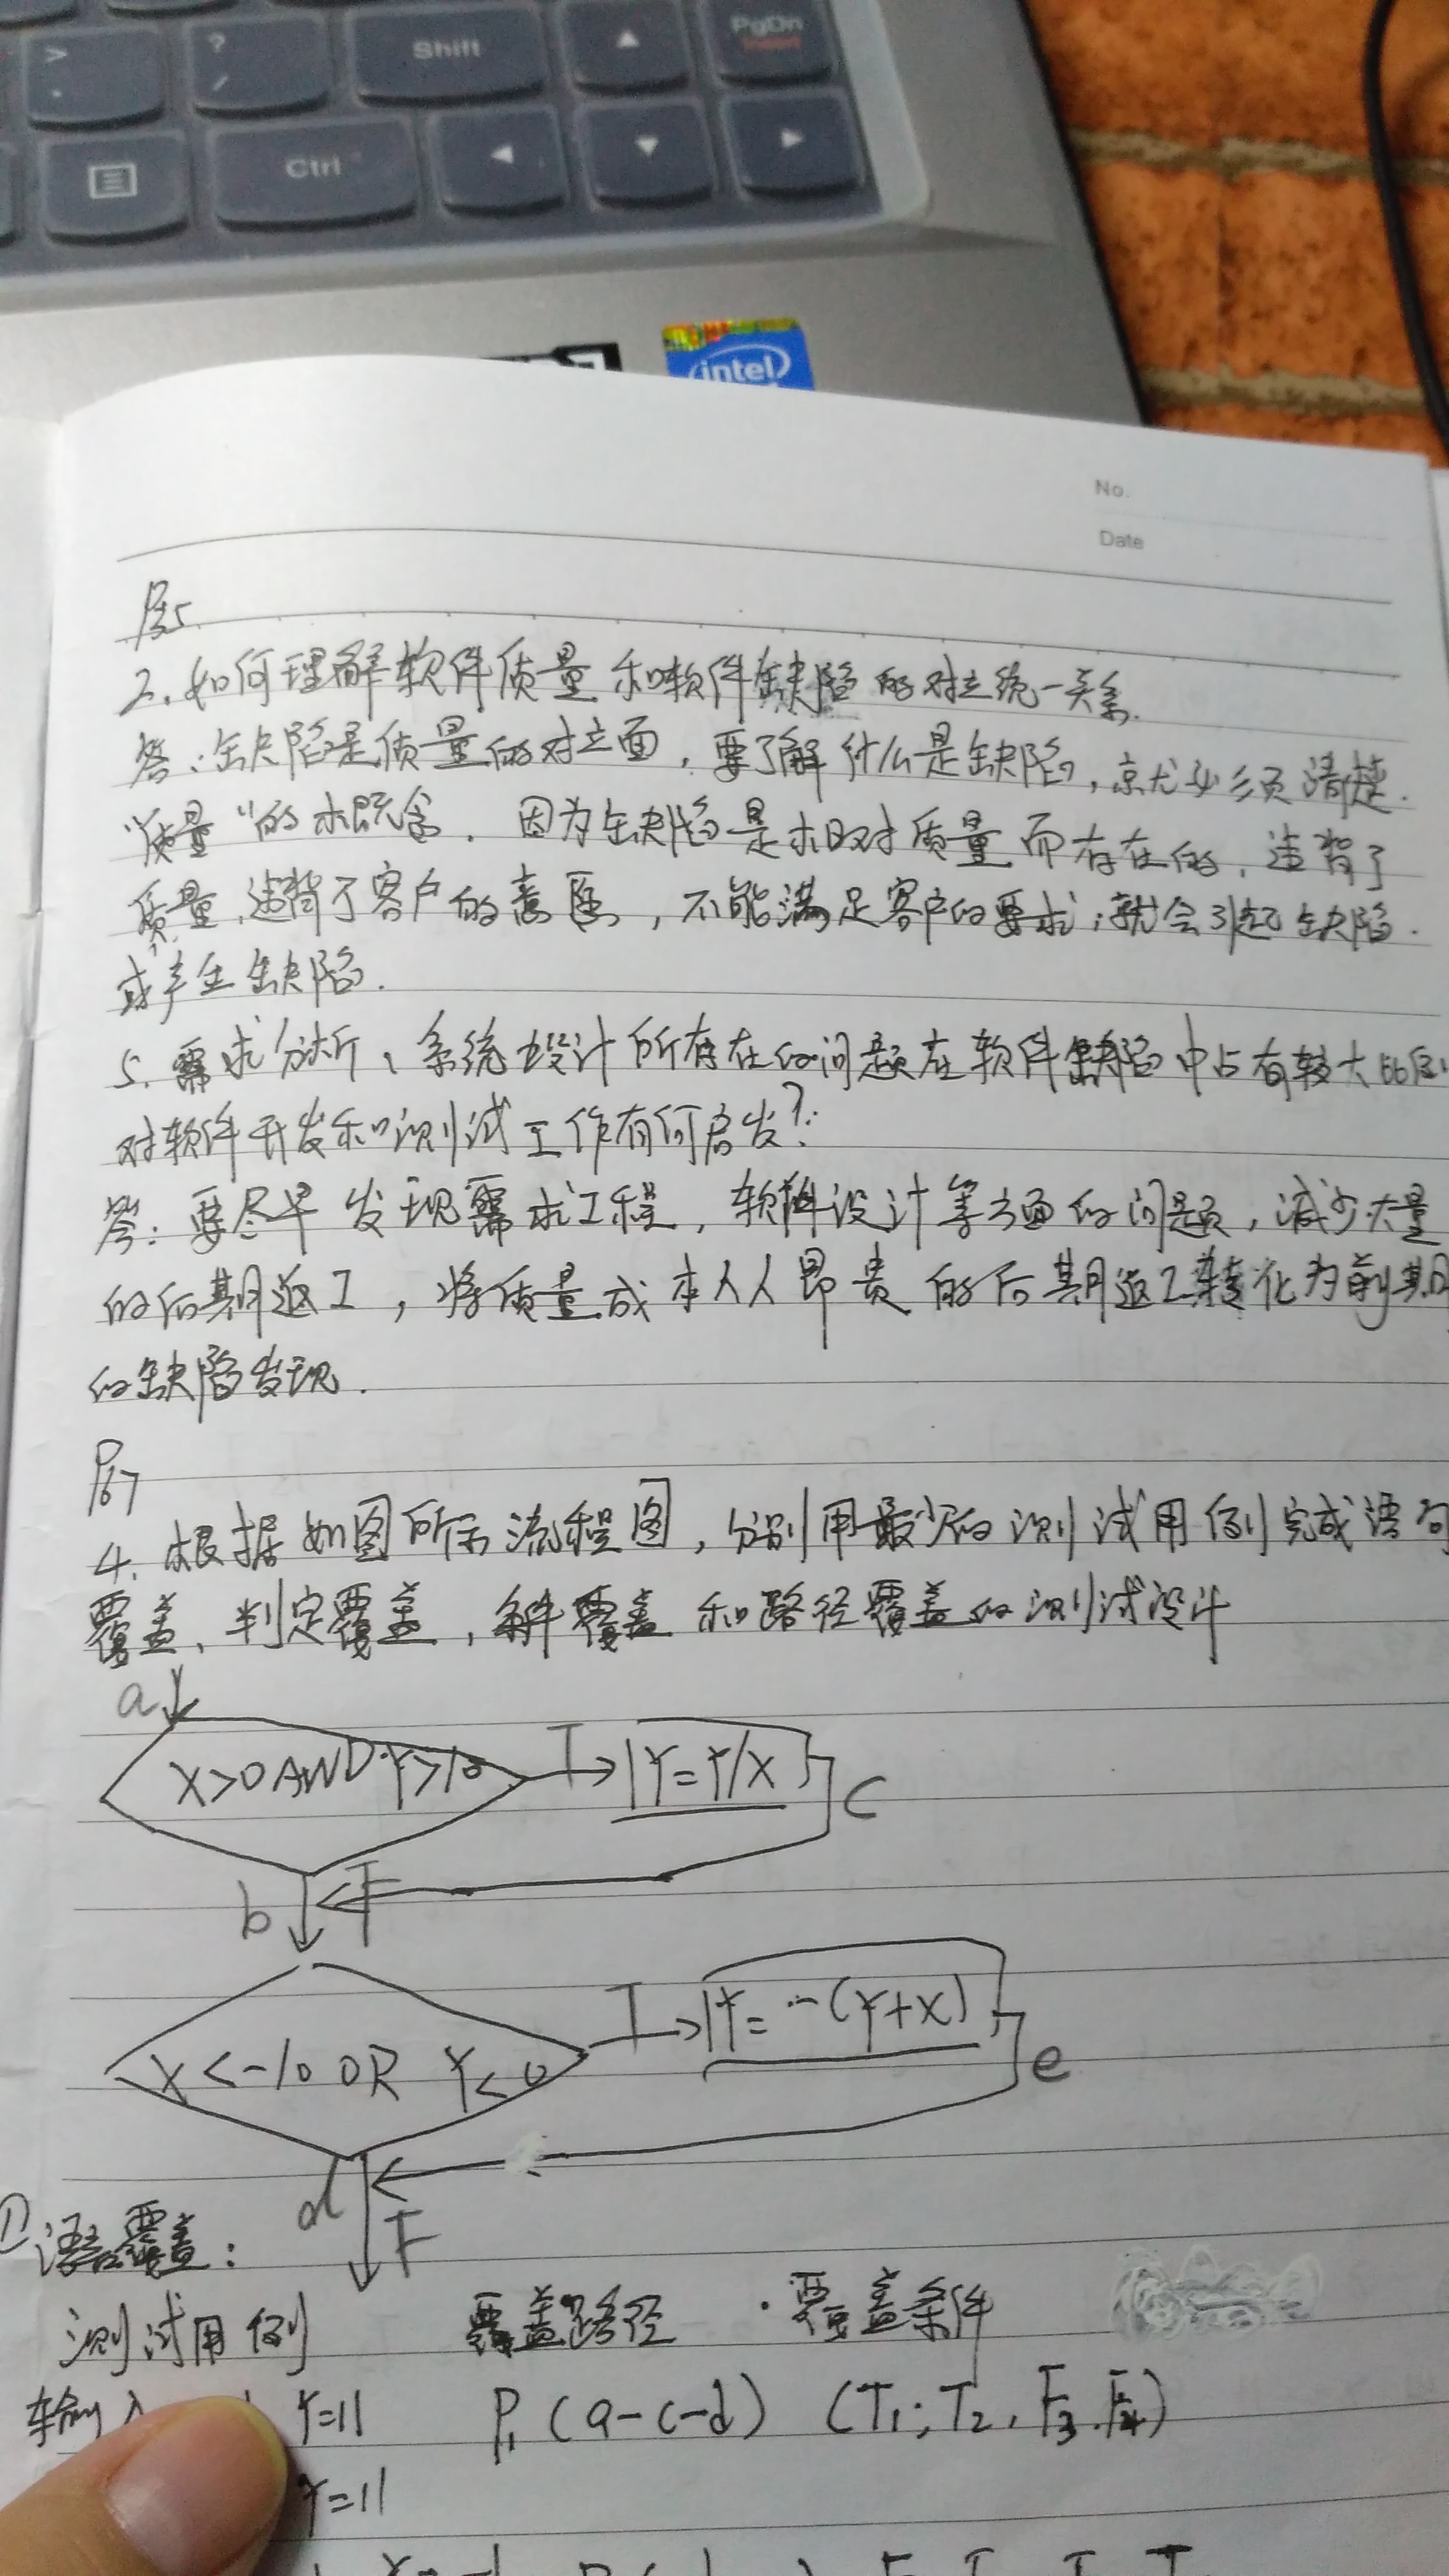 >
.
?
/
Shift
PgDn
Ctrl
intel
No.
Date
2.如何理解软件质量和软件缺陷的对立统一关系.
答:缺陷是质量的对立面,要了解什么是缺陷,就必须清楚.
"质量"的概念.因为缺陷是相对质量而存在的,违背了
质量,违背了客户的意愿,不能满足客户的要求,就会引起缺陷.
或产生缺陷.
5.需求分析、系统设计所存在的问题在软件缺陷中占有较大比例
对软件开发和测试工作有何启发?
答:要尽早发现需求工程,软件设计等方面的问题,减少大量
的后期返工,将质量成本从昂贵的后期返工转化为前期
的缺陷发现.
P67
4.根据如图所示流程图,分别用最少的测试用例完成语句
覆盖、判定覆盖,条件覆盖和路径覆盖的测试设计
a
X>0 AND Y>10
T
Y=Y/X
c
b
F
X<-10 OR Y<0
T
Y=-(Y+X)
e
d
F
①语句覆盖:
测试用例 覆盖路径 覆盖条件
输入 Y=11 P1(a-c-d) (T1;T2,F3.F4)
Y=11